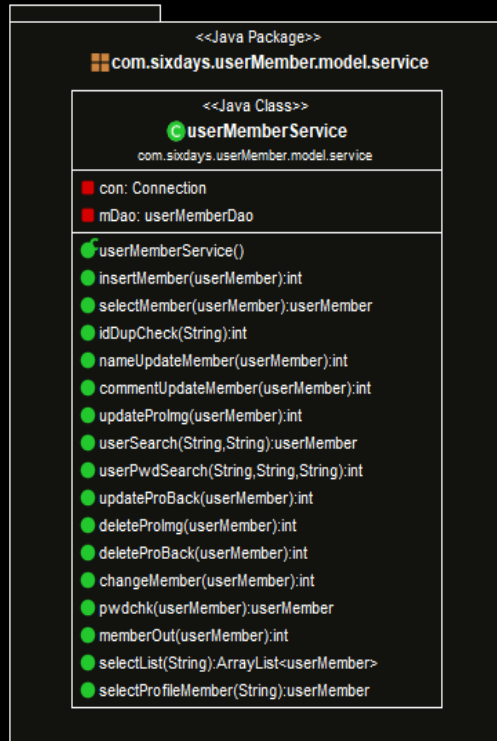 <<Java Package>>
com.sixdays.userMember.model.service
<<Java Class>>
C userMemberService
com.sixdays.userMember.model.service
con: Connection
mDao: userMemberDao
userMemberService()
insertMember(userMember):int
selectMember(userMember):userMember
idDupCheck(String):int
nameUpdateMember(userMember):int
commentUpdateMember(userMember):int
updateProImg(userMember):int
userSearch(String,String):userMember
userPwdSearch(String,String,String):int
updateProBack(userMember):int
deleteProImg(userMember):int
deleteProBack(userMember):int
changeMember(userMember):int
pwdchk(userMember):userMember
memberOut(userMember):int
selectList(String):ArrayList<userMember>
selectProfileMember(String):userMember